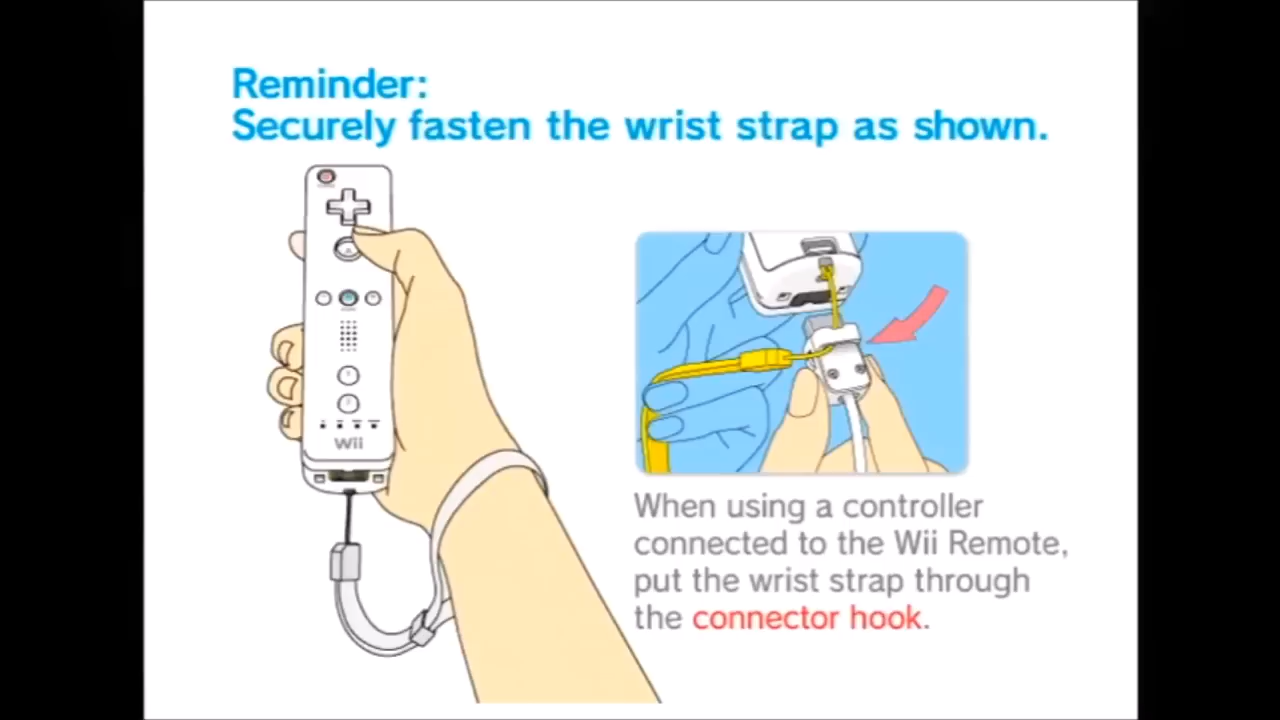 Reminder:
Securely fasten the wrist strap as shown.
Wii
When using a controller
connected to the Wii Remote,
put the wrist strap through
the connector hook.